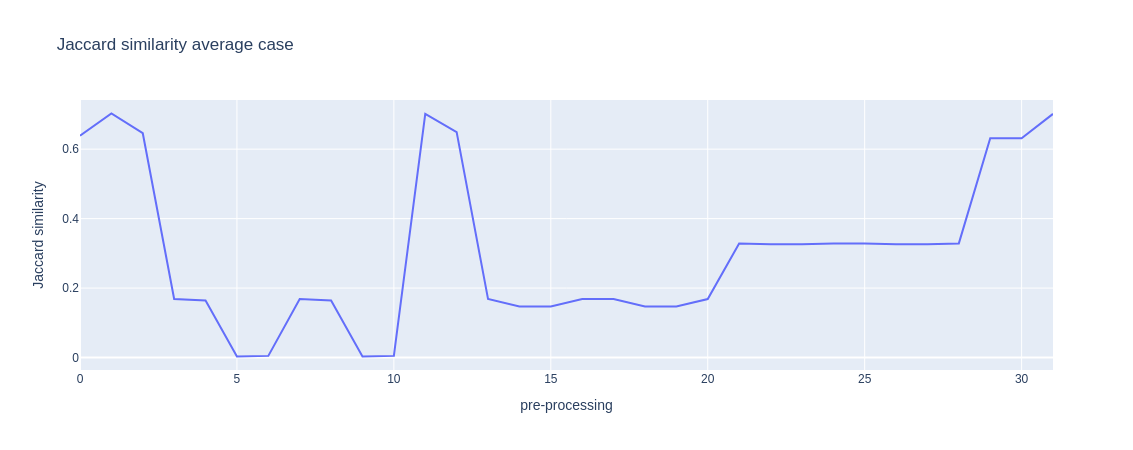 Jaccard similarity average case
Jaccard similarity
0.6
0.4
0.2
0
0 5 10 15 20 25 30
pre-processing